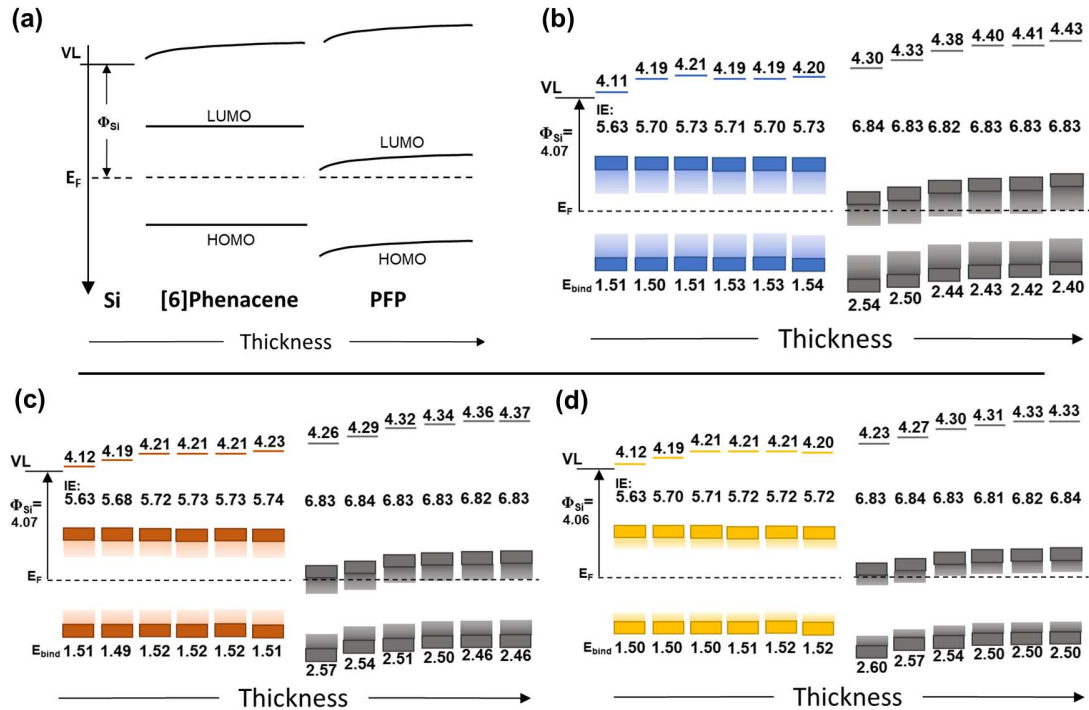 (a)
VL
ΦSi
EF
LUMO
HOMO
LUMO
HOMO
Si [6]Phenacene PFP
Thickness
(b)
4.11 4.19 4.21 4.19 4.19 4.20 4.30 4.33 4.38 4.40 4.41 4.43
VL
IE:
ΦSi=
4.07
5.63 5.70 5.73 5.71 5.70 5.73 6.84 6.83 6.82 6.83 6.83 6.83
EF
Ebind 1.51 1.50 1.51 1.53 1.53 1.54 2.54 2.50 2.44 2.43 2.42 2.40
Thickness
(c)
4.12 4.19 4.21 4.21 4.21 4.23 4.26 4.29 4.32 4.34 4.36 4.37
VL
IE:
ΦSi=
4.07
5.63 5.68 5.72 5.73 5.73 5.74 6.83 6.84 6.83 6.83 6.82 6.83
EF
Ebind 1.51 1.49 1.52 1.52 1.52 1.51 2.57 2.54 2.51 2.50 2.46 2.46
Thickness
(d)
4.12 4.19 4.21 4.21 4.21 4.20 4.23 4.27 4.30 4.31 4.33 4.33
VL
IE:
ΦSi=
4.06
5.63 5.70 5.71 5.72 5.72 5.72 6.83 6.84 6.83 6.81 6.82 6.84
EF
Ebind 1.50 1.50 1.50 1.51 1.52 1.52 2.60 2.57 2.54 2.50 2.50 2.50
Thickness